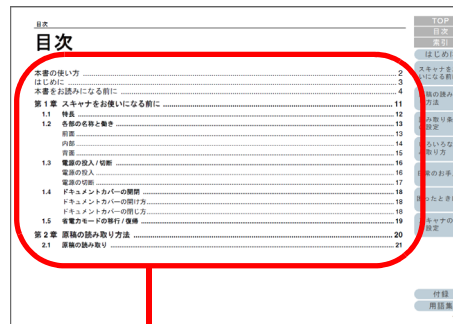 目次
目次
本書の使い方 2
はじめに 3
本書をお読みになる前に 4
第1章 スキャナをお使いになる前に 11
1.1 特長 12
1.2 各部の名称と働き 13
前面 13
内部 14
背面 15
1.3 電源の投入/切断 16
電源の投入 16
電源の切断 17
1.4 ドキュメントカバーの開閉 18
ドキュメントカバーの開け方 18
ドキュメントカバーの閉じ方 18
1.5 省電力モードの移行/復帰 19
第2章 原稿の読み取り方法 20
2.1 原稿の読み取り 21
TOP
目次
索引
はじめに
スキャナを
いになる前
稿の読み
方法
み取り条
設定
いろいろな
取り方
常のお手
ったとき
キャナの
設定
付録
用語集